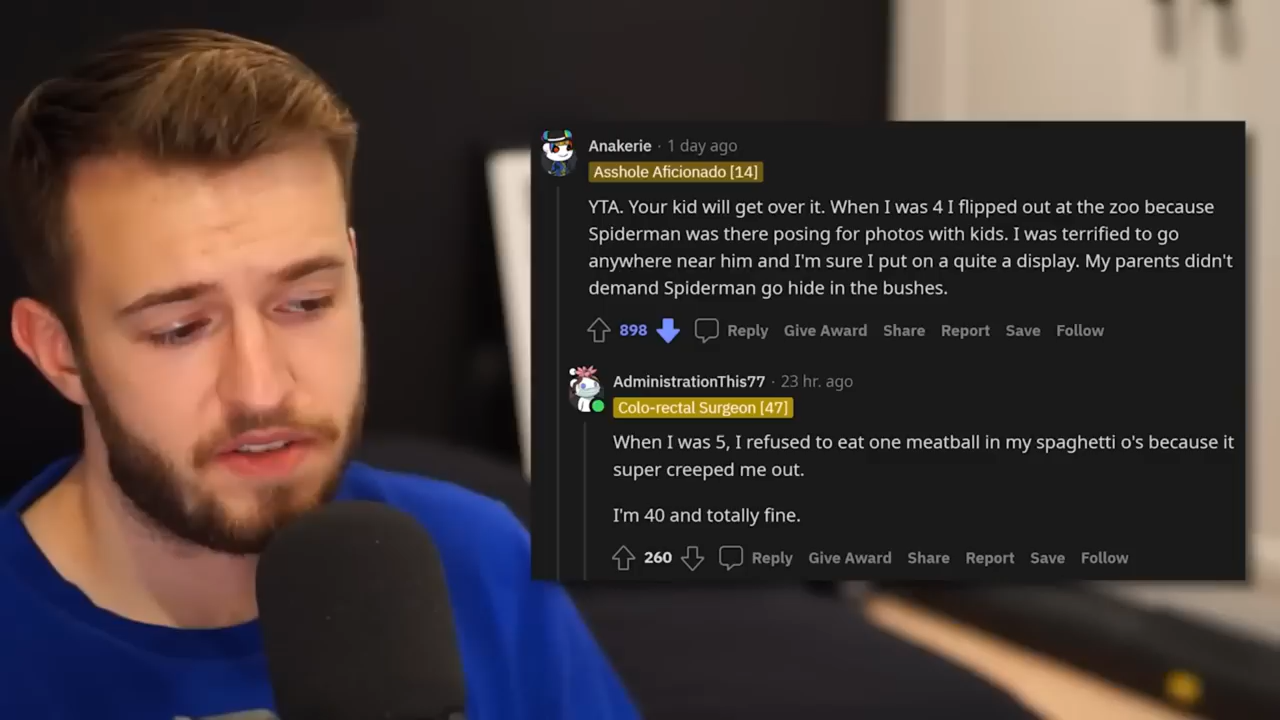 Anakerie · 1 day ago
Asshole Aficionado [14]
YTA. Your kid will get over it. When I was 4 I flipped out at the zoo because
Spiderman was there posing for photos with kids. I was terrified to go
anywhere near him and I'm sure I put on a quite a display. My parents didn't
demand Spiderman go hide in the bushes.
898 Reply Give Award Share Report Save Follow
AdministrationThis77 · 23 hr. ago
Colo-rectal Surgeon [47]
When I was 5, I refused to eat one meatball in my spaghetti o's because it
super creeped me out.
I'm 40 and totally fine.
260 Reply Give Award Share Report Save Follow